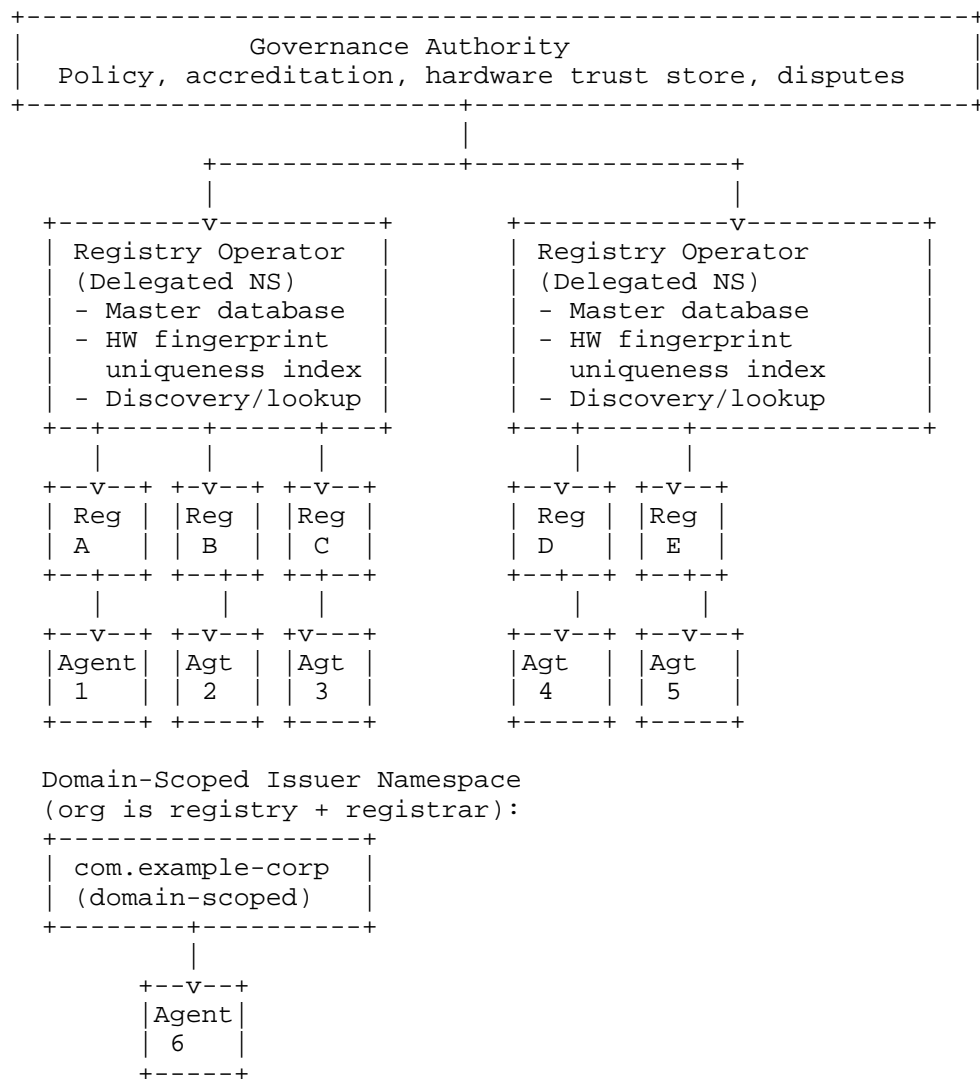 Governance Authority
Policy, accreditation, hardware trust store, disputes
Registry Operator
(Delegated NS)
- Master database
- HW fingerprint
uniqueness index
- Discovery/lookup
Registry Operator
(Delegated NS)
- Master database
- HW fingerprint
uniqueness index
- Discovery/lookup
Reg
A
Reg
B
Reg
C
Reg
D
Reg
E
Agent
1
Agt
2
Agt
3
Agt
4
Agt
5
Domain-Scoped Issuer Namespace
(org is registry + registrar):
com.example-corp
(domain-scoped)
Agent
6